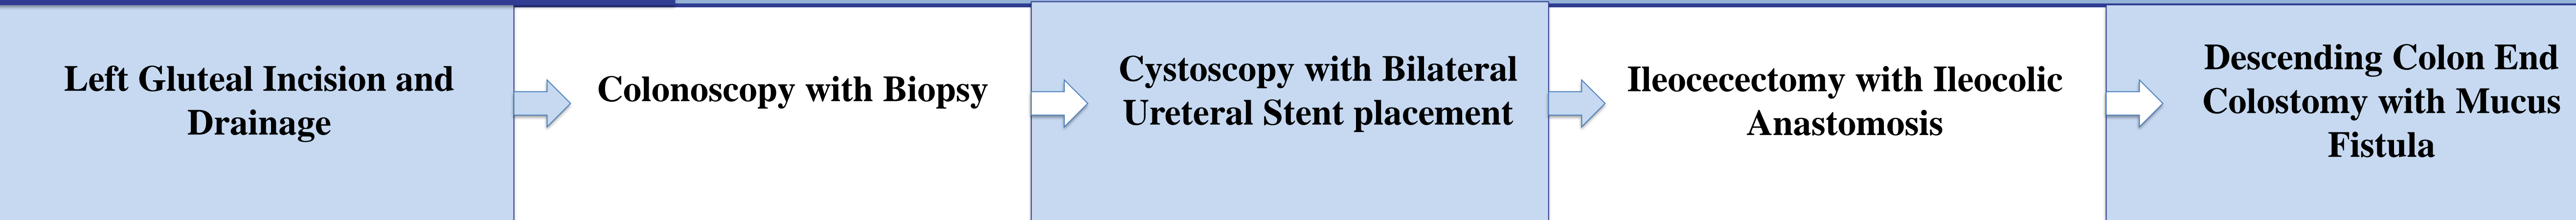 Left Gluteal Incision and
Drainage
Colonoscopy with Biopsy
Cystoscopy with Bilateral
Ureteral Stent placement
Ileocecectomy with Ileocolic
Anastomosis
Descending Colon End
Colostomy with Mucus
Fistula